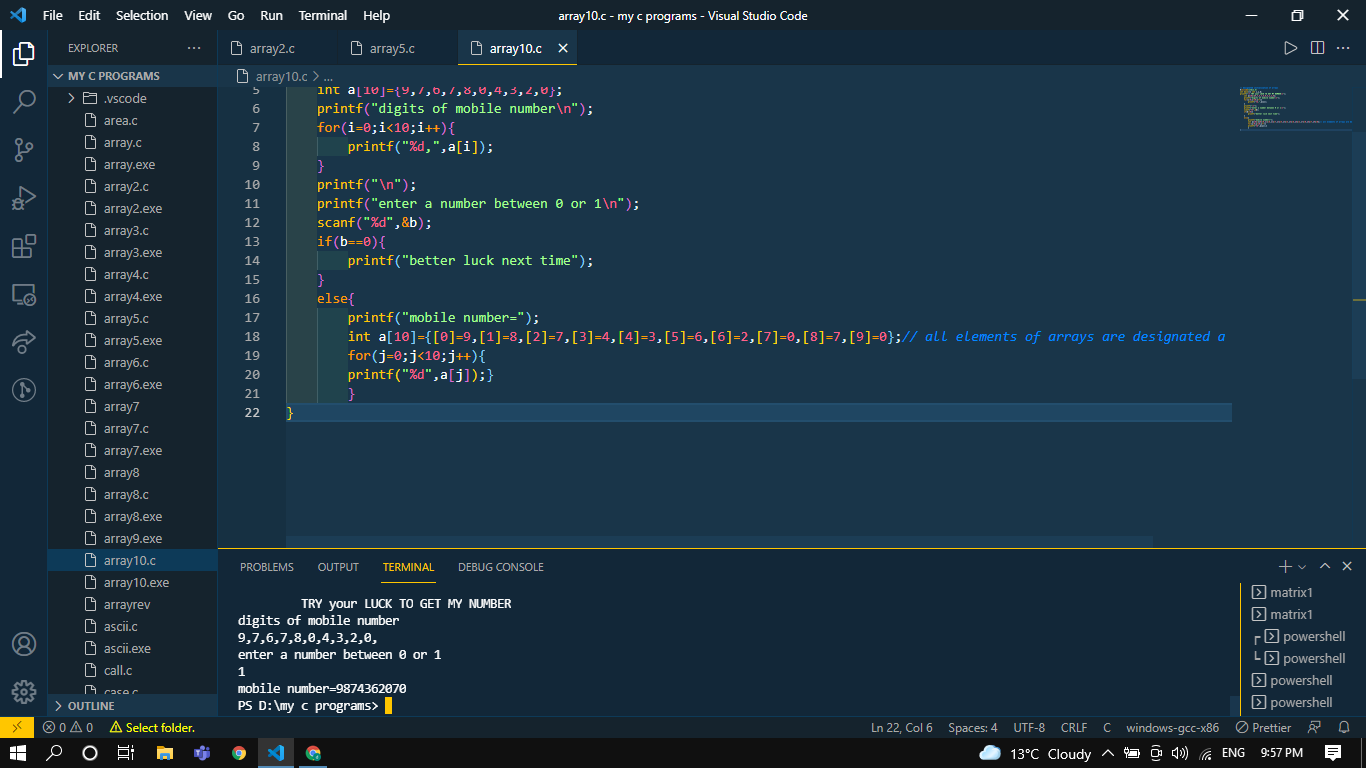 File Edit Selection View Go Run Terminal Help array10.c - my c programs - Visual Studio Code
EXPLORER
MY C PROGRAMS
.vscode
area.c
array.c
array.exe
array2.c
array2.exe
array3.c
array3.exe
array4.c
array4.exe
array5.c
array5.exe
array6.c
array6.exe
array7
array7.c
array7.exe
array8
array8.c
array8.exe
array9.exe
array10.c
array10.exe
arrayrev
ascii.c
ascii.exe
call.c
case.c
OUTLINE
array2.c array5.c array10.c
array10.c > ...
5 int a[10]={9,7,6,7,8,0,4,3,2,0};
6 printf("digits of mobile number\n");
7 for(i=0;i<10;i++){
8 printf("%d,",a[i]);
9 }
10 printf("\n");
11 printf("enter a number between 0 or 1\n");
12 scanf("%d",&b);
13 if(b==0){
14 printf("better luck next time");
15 }
16 else{
17 printf("mobile number=");
18 int a[10]={[0]=9,[1]=8,[2]=7,[3]=4,[4]=3,[5]=6,[6]=2,[7]=0,[8]=7,[9]=0};// all elements of arrays are designated a
19 for(j=0;j<10;j++){
20 printf("%d",a[j]);}
21 }
22 }
PROBLEMS OUTPUT TERMINAL DEBUG CONSOLE
TRY your LUCK TO GET MY NUMBER
digits of mobile number
9,7,6,7,8,0,4,3,2,0,
enter a number between 0 or 1
1
mobile number=9874362070
PS D:\my c programs>
matrix1
matrix1
powershell
powershell
powershell
powershell
0 0 Select folder. Ln 22, Col 6 Spaces: 4 UTF-8 CRLF C windows-gcc-x86 Prettier
13°C Cloudy ENG 9:57 PM